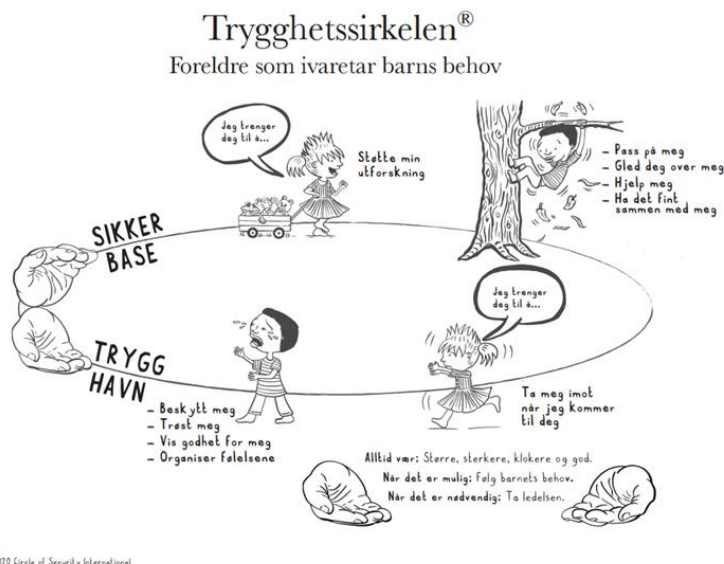 Trygghetssirkelen®
Foreldre som ivaretar barns behov
Jeg trenger
deg til å...
Støtte min
utforskning
– Pass på meg
– Gled deg over meg
– Hjelp meg
– Ha det fint
sammen med meg
SIKKER
BASE
Jeg trenger
deg til å...
TRYGG
HAVN
– Beskytt meg
– Trøst meg
– Vis godhet for meg
– Organiser følelsene
Ta meg imot
når jeg kommer
til deg
Alltid vær: Større, sterkere, klokere og god.
Når det er mulig: Følg barnets behov.
Når det er nødvendig: Ta ledelsen.
Circle of Security International